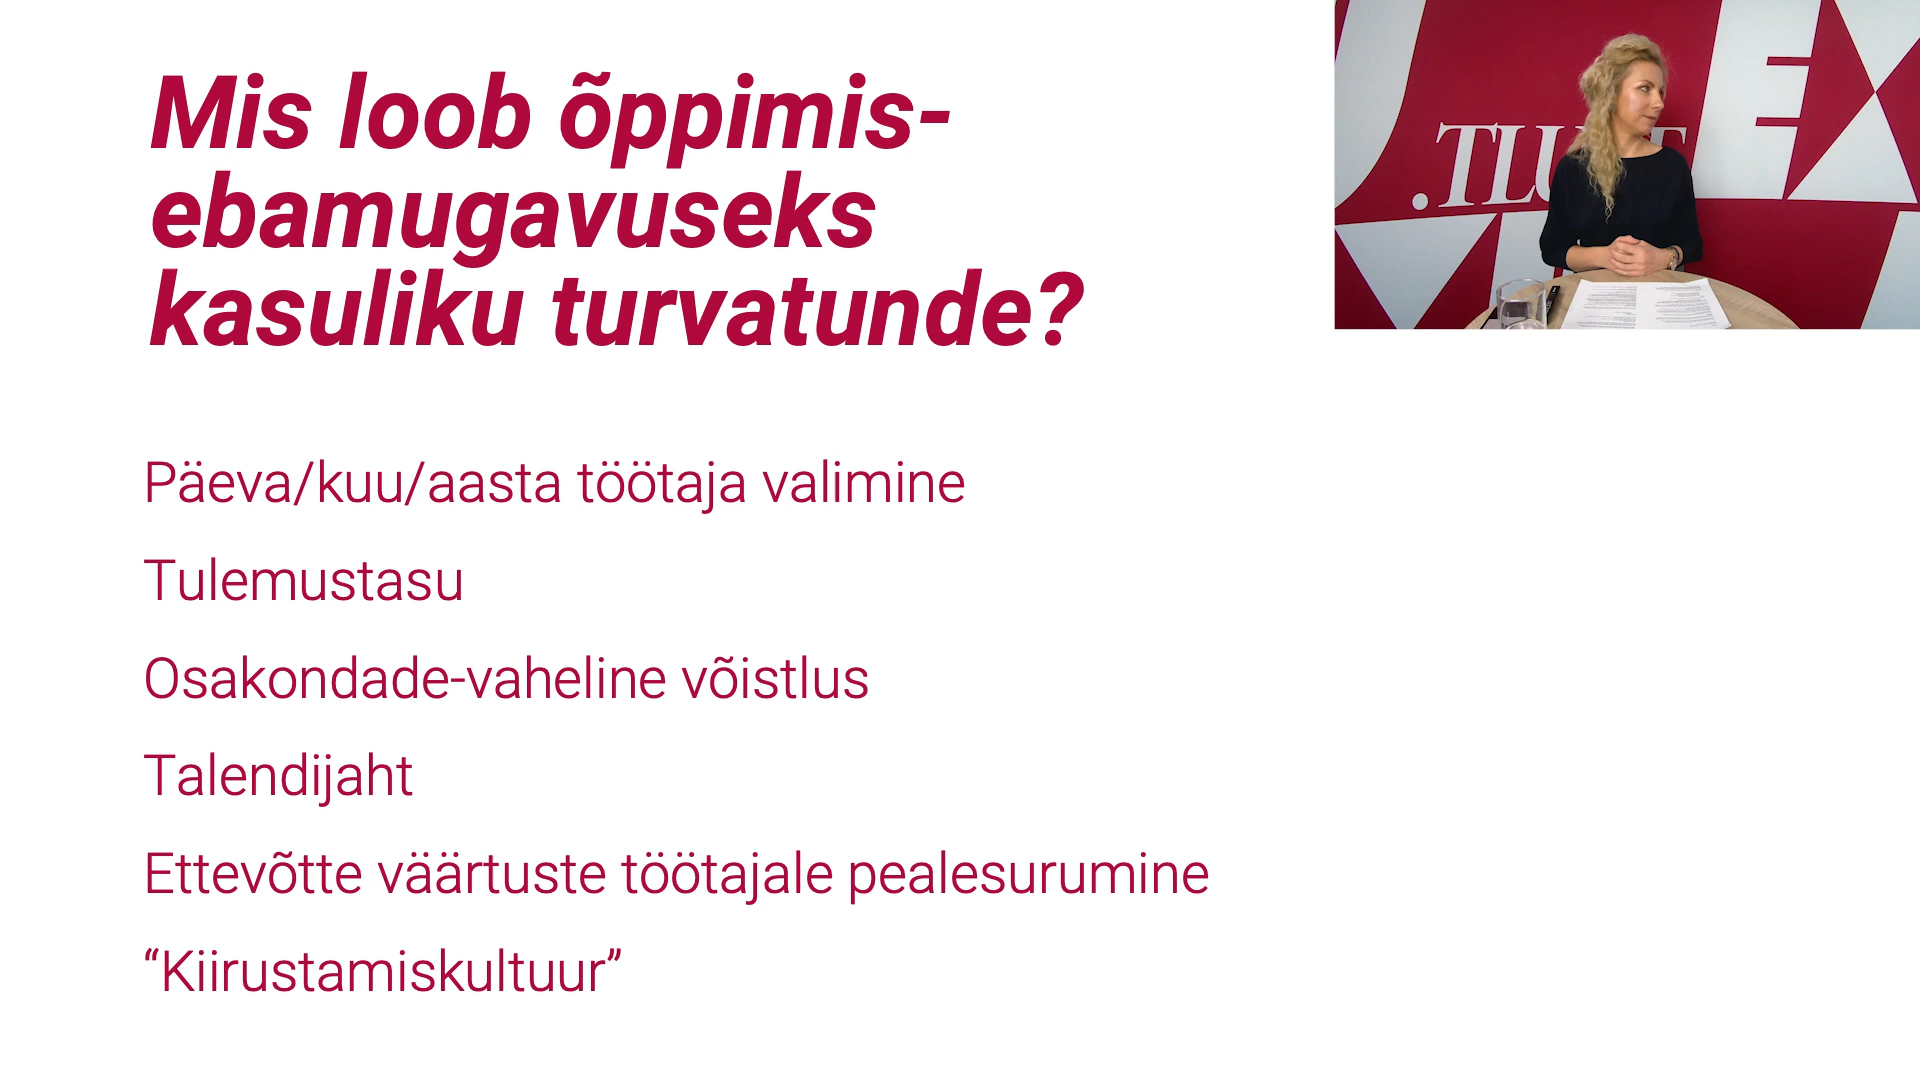 Mis loob õppimis-
ebamugavuseks
kasuliku turvatunde?
Päeva/kuu/aasta töötaja valimine
Tulemustasu
Osakondade-vaheline võistlus
Talendijaht
Ettevõtte väärtuste töötajale pealesurumine
“Kiirustamiskultuur”
EX